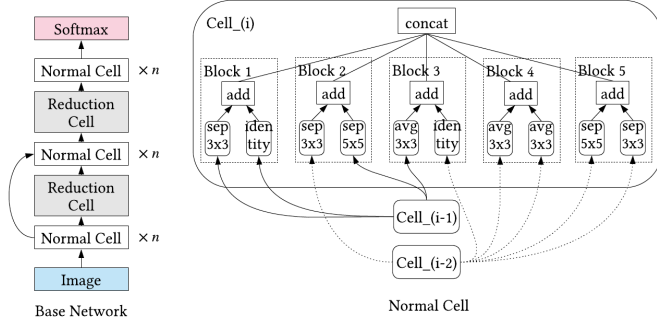 Softmax
Normal Cell × n
Reduction
Cell
Normal Cell × n
Reduction
Cell
Normal Cell × n
Image
Base Network
Cell_(i)
concat
Block 1
add
sep
3x3
iden
tity
Block 2
add
sep
3x3
sep
5x5
Block 3
add
avg
3x3
iden
tity
Block 4
add
avg
3x3
avg
3x3
Block 5
add
sep
5x5
sep
3x3
Cell_(i-1)
Cell_(i-2)
Normal Cell